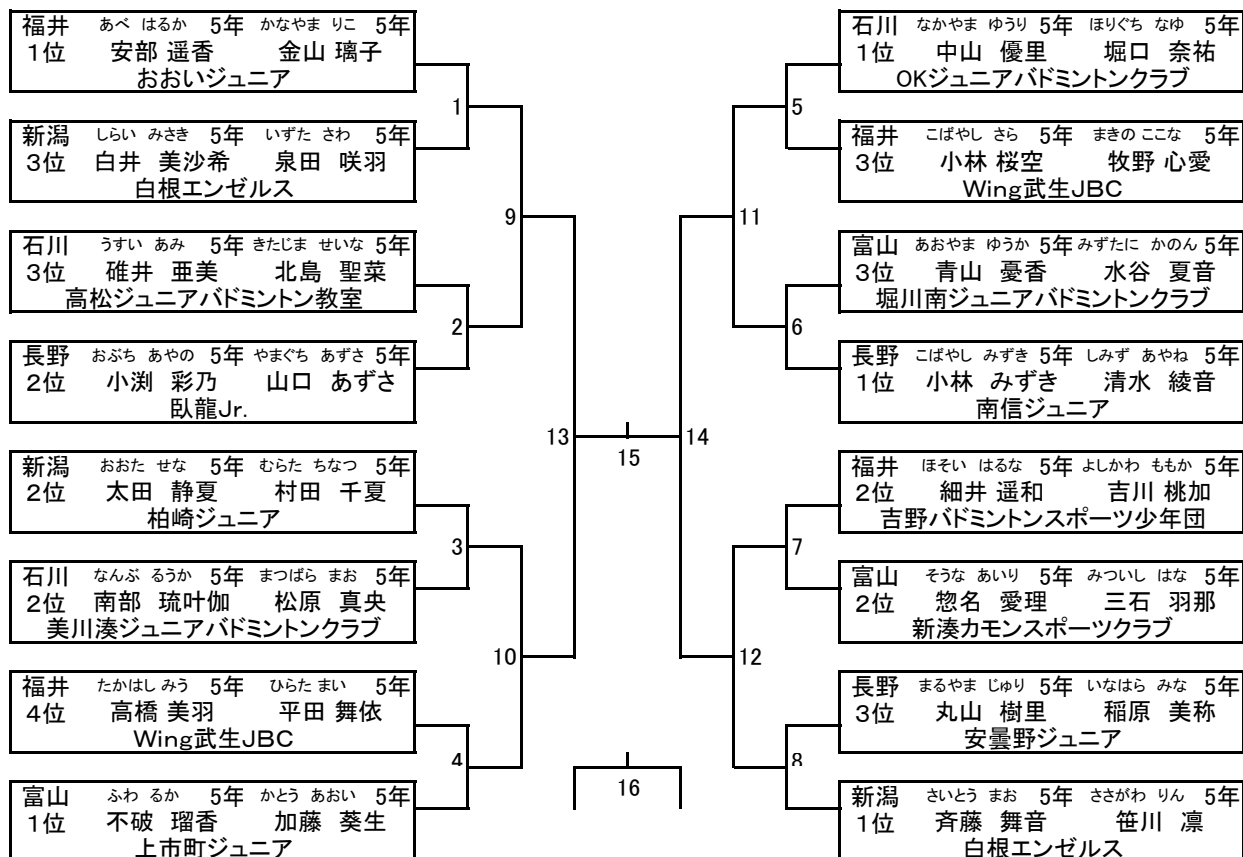 福井 あべ はるか 5年 かなやま りこ 5年
1位 安部 遥香 金山 璃子
おおいジュニア
1
新潟 しらい みさき 5年 いずた さわ 5年
3位 白井 美沙希 泉田 咲羽
白根エンゼルス
9
石川 うすい あみ 5年 きたじま せいな 5年
3位 碓井 亜美 北島 聖菜
高松ジュニアバドミントン教室
2
長野 おぶち あやの 5年 やまぐち あずさ 5年
2位 小渕 彩乃 山口 あずさ
臥龍Jr.
13
新潟 おおた せな 5年 むらた ちなつ 5年
2位 太田 静夏 村田 千夏
柏崎ジュニア
3
石川 なんぶ るうか 5年 まつばら まお 5年
2位 南部 琉叶伽 松原 真央
美川湊ジュニアバドミントンクラブ
10
福井 たかはし みう 5年 ひらた まい 5年
4位 高橋 美羽 平田 舞依
Wing武生JBC
4
富山 ふわ るか 5年 かとう あおい 5年
1位 不破 瑠香 加藤 葵生
上市町ジュニア
15
16
石川 なかやま ゆうり 5年 ほりぐち なゆ 5年
1位 中山 優里 堀口 奈祐
OKジュニアバドミントンクラブ
5
福井 こばやし さら 5年 まきの ここな 5年
3位 小林 桜空 牧野 心愛
Wing武生JBC
11
富山 あおやま ゆうか 5年 みずたに かのん 5年
3位 青山 憂香 水谷 夏音
堀川南ジュニアバドミントンクラブ
6
長野 こばやし みずき 5年 しみず あやね 5年
1位 小林 みずき 清水 綾音
南信ジュニア
14
福井 ほそい はるな 5年 よしかわ ももか 5年
2位 細井 遥和 吉川 桃加
吉野バドミントンスポーツ少年団
7
富山 そうな あいり 5年 みついし はな 5年
2位 惣名 愛理 三石 羽那
新湊カモンスポーツクラブ
12
長野 まるやま じゅり 5年 いなはら みな 5年
3位 丸山 樹里 稲原 美称
安曇野ジュニア
8
新潟 さいとう まお 5年 ささがわ りん 5年
1位 斉藤 舞音 笹川 凛
白根エンゼルス